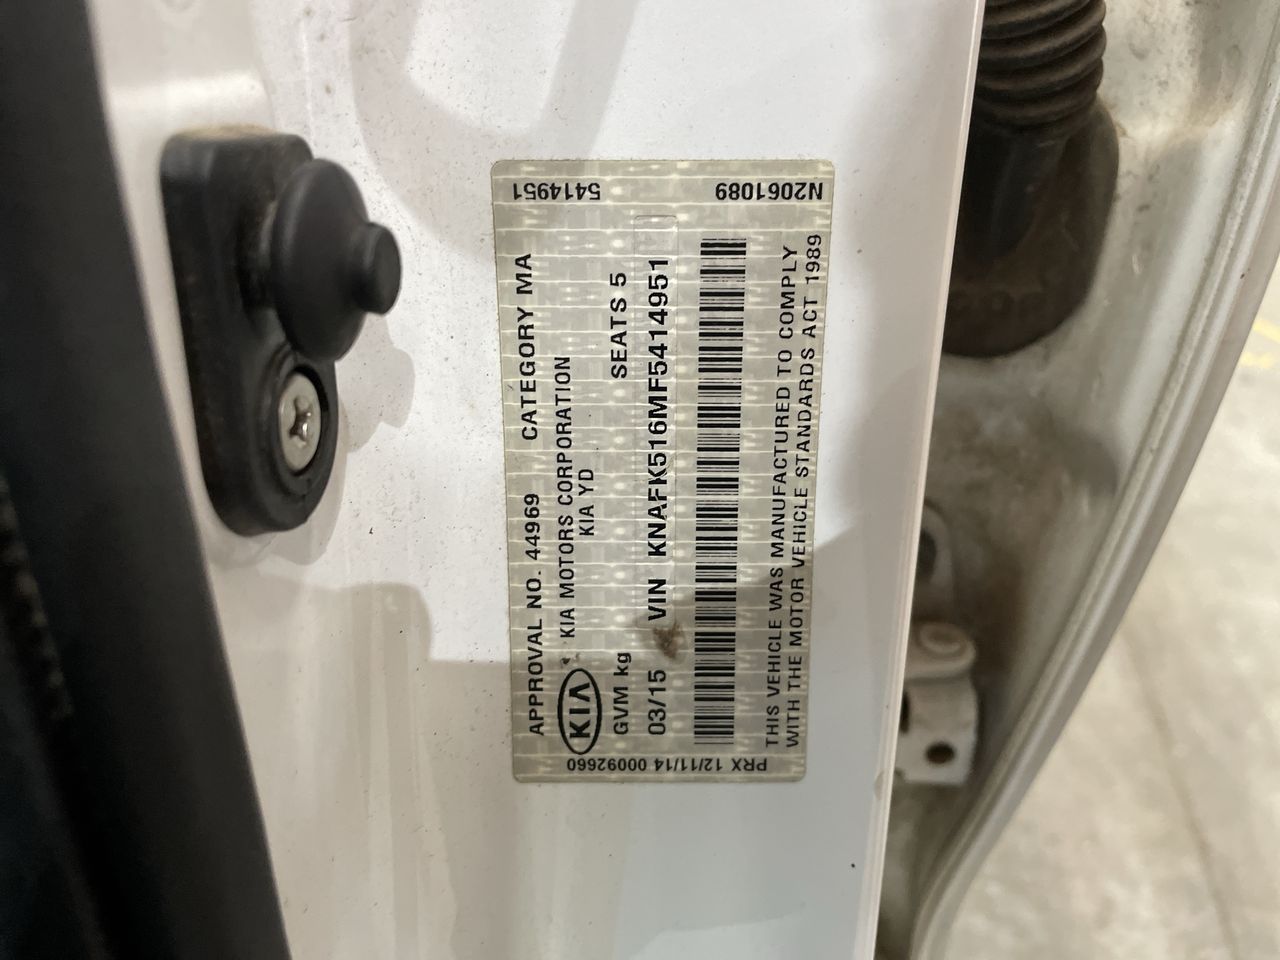 5414951 N2061089
APPROVAL NO. 44969 CATEGORY MA
KIA KIA MOTORS CORPORATION
KIA YD
GVM kg SEATS 5
03/15 VIN KNAFK516MF5414951
THIS VEHICLE WAS MANUFACTURED TO COMPLY
WITH THE MOTOR VEHICLE STANDARDS ACT 1989
PRX 12/11/14 00092660